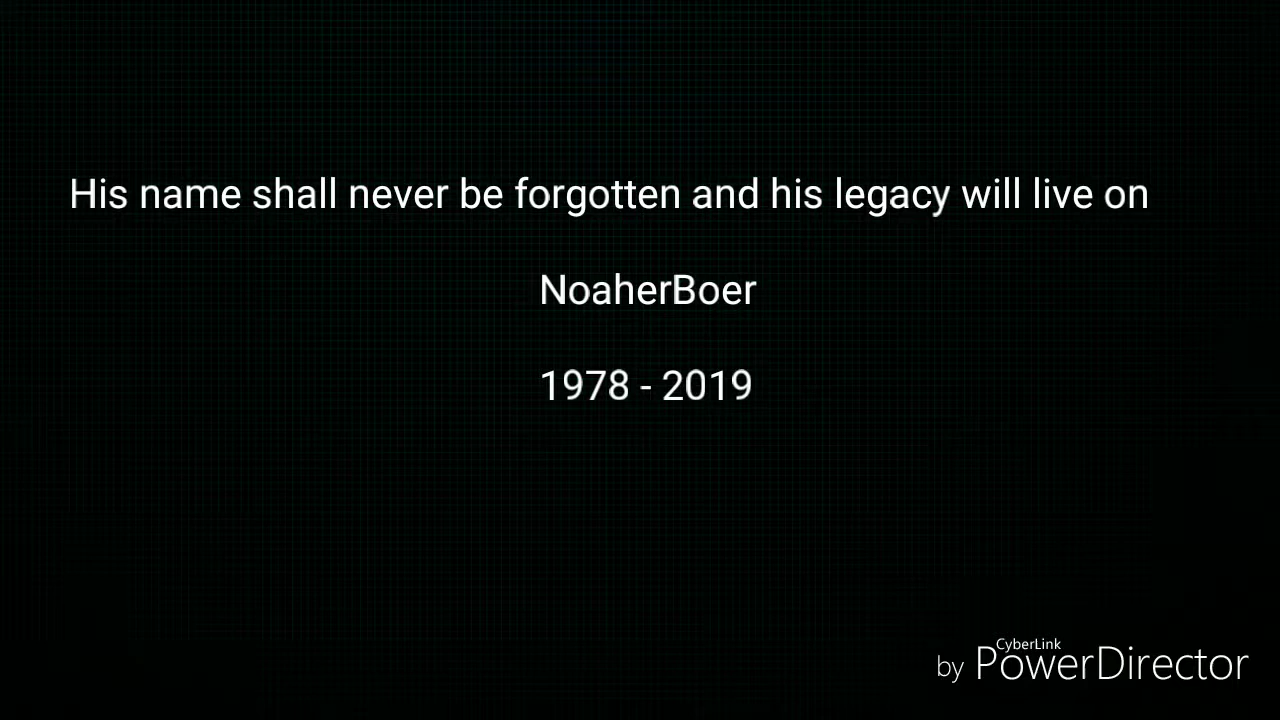 His name shall never be forgotten and his legacy will live on
NoaherBoer
1978 - 2019
CyberLink
by PowerDirector